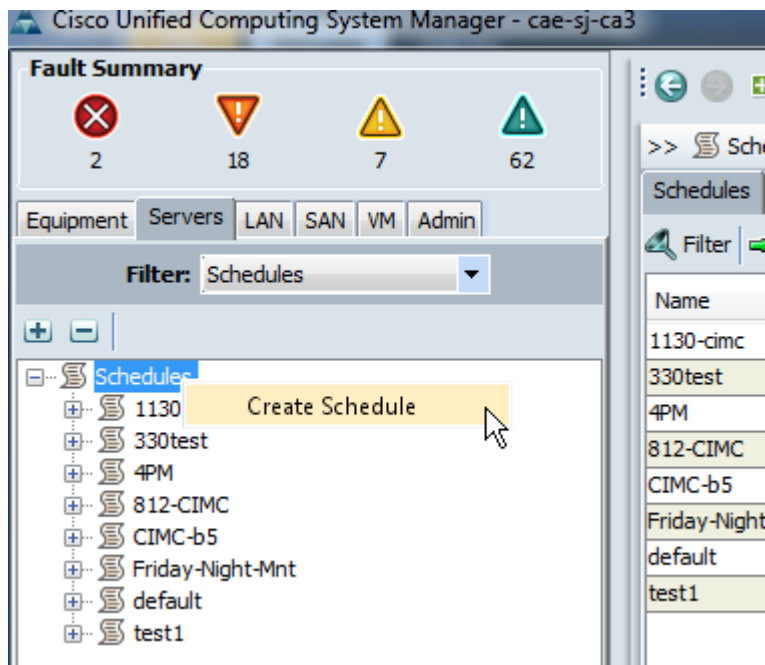 Cisco Unified Computing System Manager - cae-sj-ca3
Fault Summary
2 18 7 62
Equipment Servers LAN SAN VM Admin
Filter: Schedules
Schedules
Create Schedule
1130
330test
4PM
812-CIMC
CIMC-b5
Friday-Night-Mnt
default
test1
>> Sch
Schedules
Filter
Name
1130-cimc
330test
4PM
812-CIMC
CIMC-b5
Friday-Night
default
test1